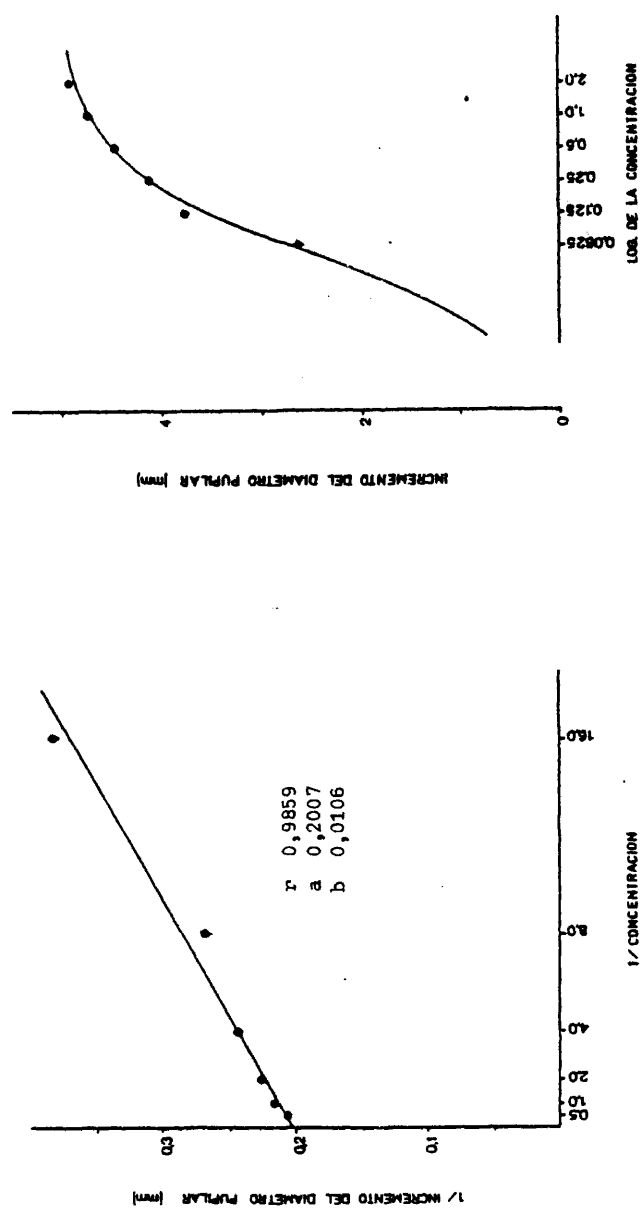 INCREMENTO DEL DIAMETRO PUPILAR (mm)
4
2
0
0,0625
0,125
0,25
0,5
1,0
2,0
LOG. DE LA CONCENTRACION
1/ INCREMENTO DEL DIAMETRO PUPILAR (mm)
0,3
0,2
0,1
r 0,9859
a 0,2007
b 0,0106
0,5
1,0
2,0
4,0
8,0
16,0
1/CONCENTRACION